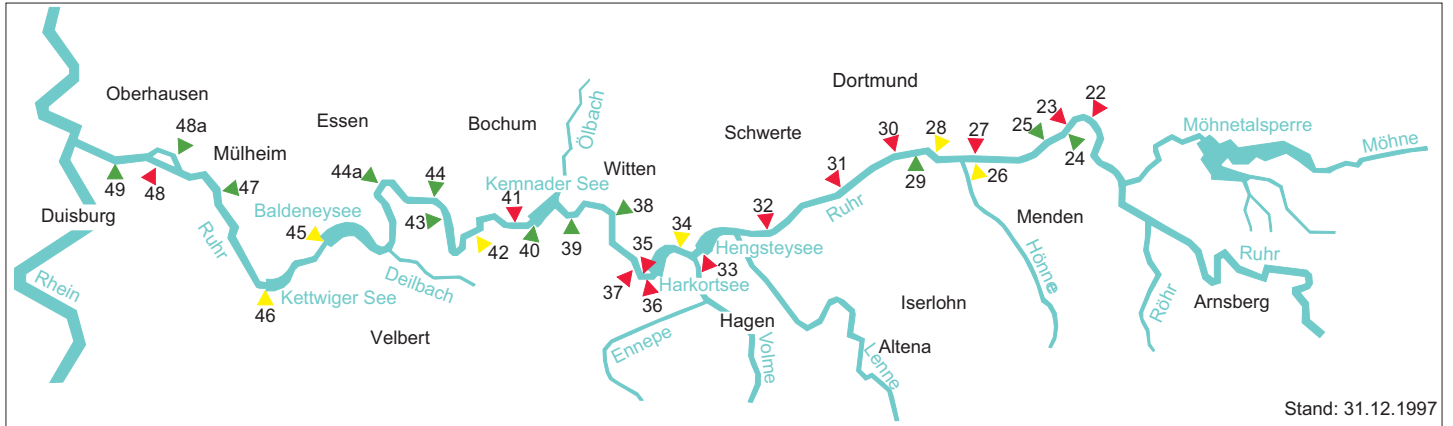 Oberhausen
48a
Mülheim
49
48
47
Duisburg
Ruhr
Rhein
Essen
44a
44
Baldeneysee
45
43
46
Kettwiger See
Deilbach
Velbert
Bochum
Ölbach
Kemnader See
41
42
40
39
Witten
38
37
35
36
34
Hengsteysee
33
Harkortsee
Hagen
Ennepe
Volme
Schwerte
32
31
Ruhr
Dortmund
30
28
27
29
26
Iserlohn
Altena
Lenne
Menden
Hönne
25
23
22
24
Möhnetalsperre
Möhne
Ruhr
Röhr
Arnsberg
Stand: 31.12.1997